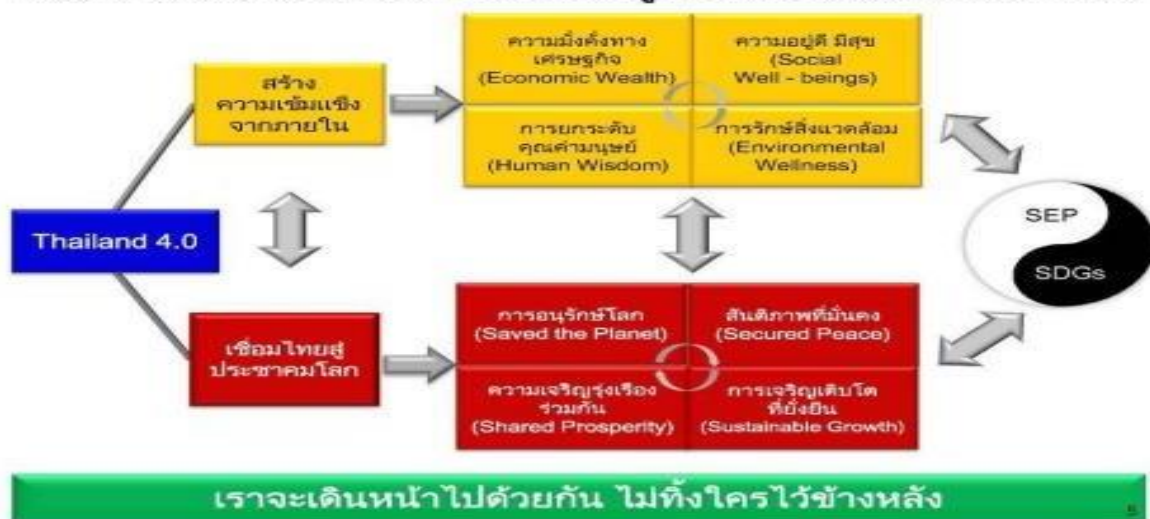 ความมั่งคั่งทาง
เศรษฐกิจ
(Economic Wealth)
ความอยู่ดี มีสุข
(Social
Well - beings)
สร้าง
ความเข้มแข็ง
จากภายใน
การยกระดับ
คุณค่ามนุษย์
(Human Wisdom)
การรักษ์สิ่งแวดล้อม
(Environmental
Wellness)
Thailand 4.0
SEP
SDGs
เชื่อมไทยสู่
ประชาคมโลก
การอนุรักษ์โลก
(Saved the Planet)
สันติภาพที่มั่นคง
(Secured Peace)
ความเจริญรุ่งเรือง
ร่วมกัน
(Shared Prosperity)
การเจริญเติบโต
ที่ยั่งยืน
(Sustainable Growth)
เราจะเดินหน้าไปด้วยกัน ไม่ทิ้งใครไว้ข้างหลัง